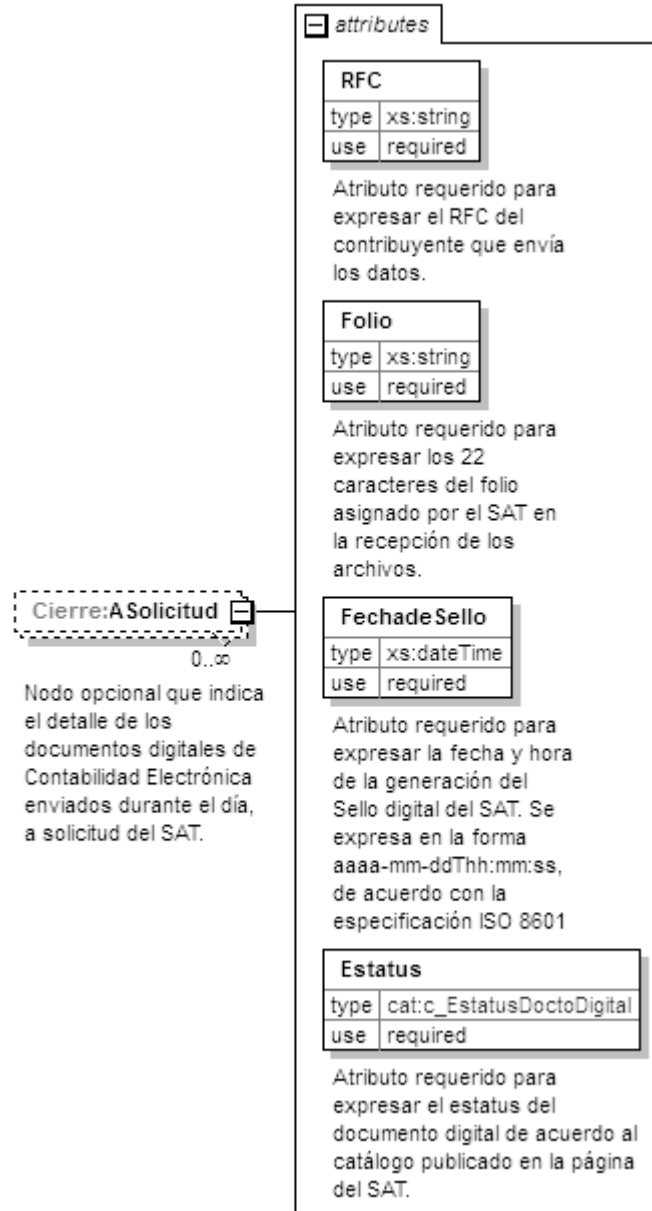 attributes
RFC
type xs:string
use required
Atributo requerido para
expresar el RFC del
contribuyente que envía
los datos.
Folio
type xs:string
use required
Atributo requerido para
expresar los 22
caracteres del folio
asignado por el SAT en
la recepción de los
archivos.
Cierre:ASolicitud
0..∞
Nodo opcional que indica
el detalle de los
documentos digitales de
Contabilidad Electrónica
enviados durante el día,
a solicitud del SAT.
FechadeSello
type xs:dateTime
use required
Atributo requerido para
expresar la fecha y hora
de la generación del
Sello digital del SAT. Se
expresa en la forma
aaaa-mm-ddThh:mm:ss,
de acuerdo con la
especificación ISO 8601
Estatus
type cat:c_EstatusDoctoDigital
use required
Atributo requerido para
expresar el estatus del
documento digital de acuerdo al
catálogo publicado en la página
del SAT.